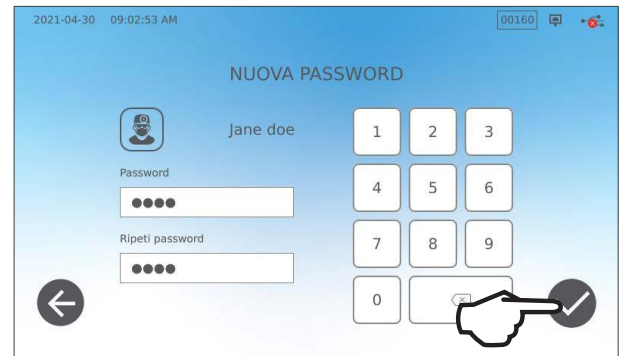 2021-04-30 09:02:53 AM 00160
NUOVA PASSWORD
Jane doe
1 2 3
Password
4 5 6
Ripeti password
7 8 9
0